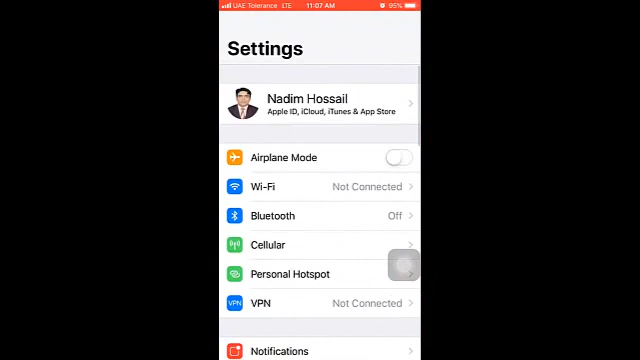 UAE Tolerance LTE 11:07 AM 95%
Settings
Nadim Hossail
Apple ID, iCloud, iTunes & App Store
Airplane Mode
Wi-Fi Not Connected
Bluetooth Off
Cellular
Personal Hotspot
VPN VPN Not Connected
Notifications